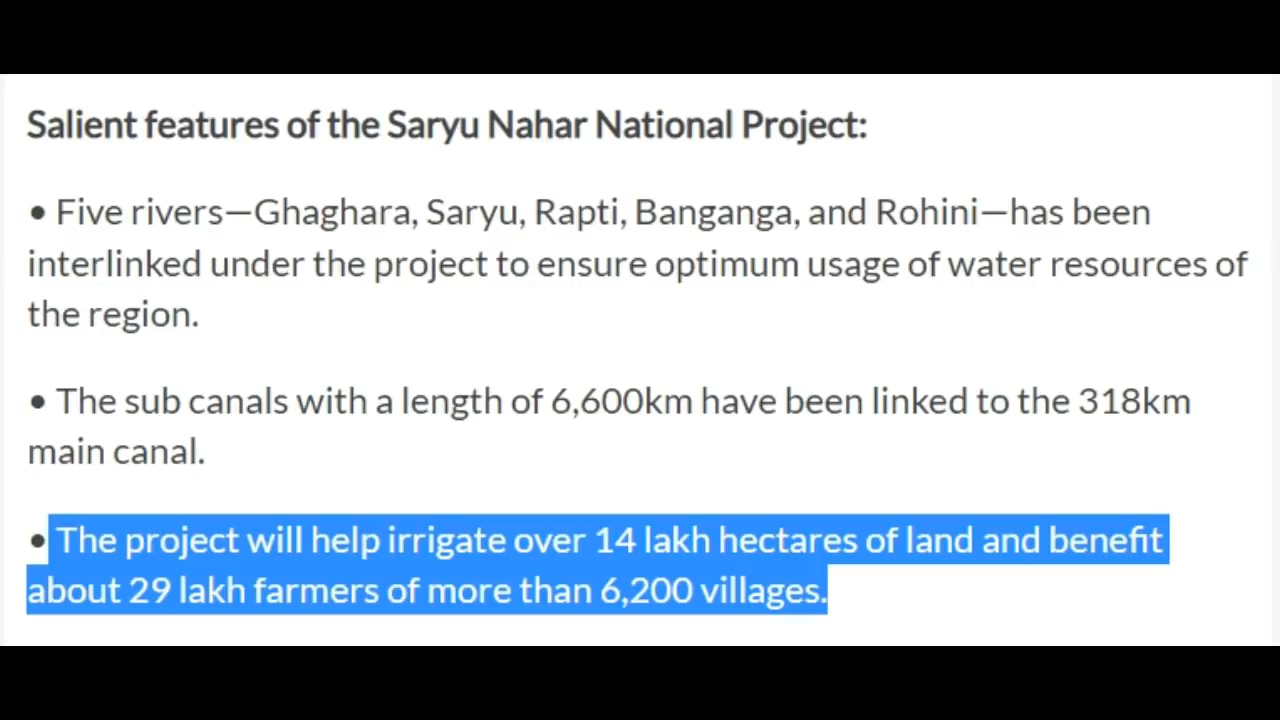 Salient features of the Saryu Nahar National Project:
• Five rivers—Ghaghara, Saryu, Rapti, Banganga, and Rohini—has been
interlinked under the project to ensure optimum usage of water resources of
the region.
• The sub canals with a length of 6,600km have been linked to the 318km
main canal.
• The project will help irrigate over 14 lakh hectares of land and benefit
about 29 lakh farmers of more than 6,200 villages.